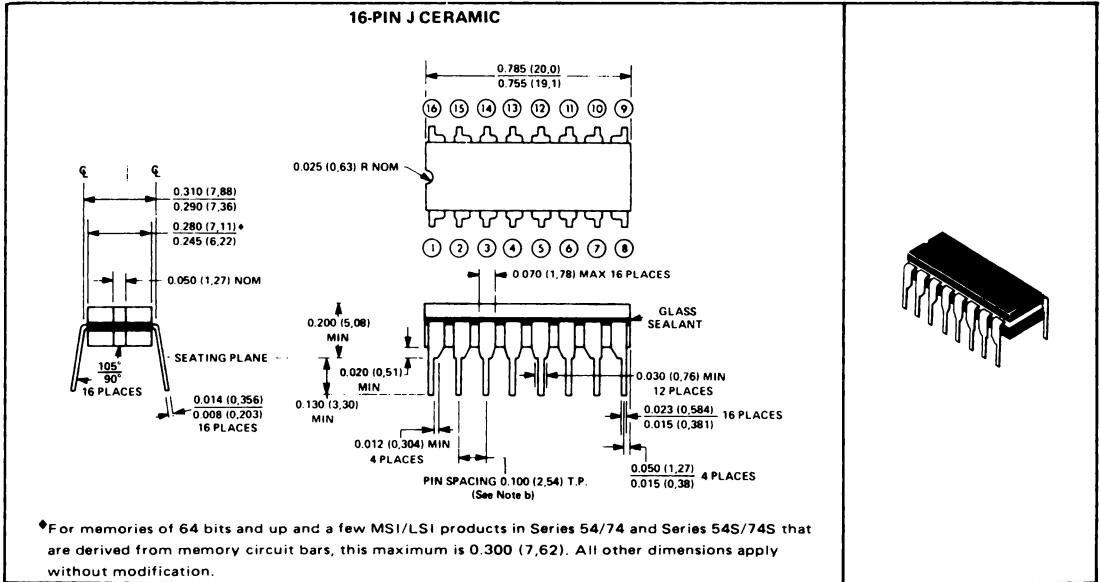 16-PIN J CERAMIC
0.785 (20,0)
0.755 (19,1)
16 15 14 13 12 11 10 9
0.025 (0,63) R NOM
1 2 3 4 5 6 7 8
℄ ℄
0.310 (7,88)
0.290 (7,36)
0.280 (7,11)♦
0.245 (6,22)
0.050 (1,27) NOM
105°
90°
16 PLACES
0.014 (0,356)
0.008 (0,203)
16 PLACES
SEATING PLANE
0.070 (1,78) MAX 16 PLACES
GLASS
SEALANT
0.200 (5,08)
MIN
0.020 (0,51)
MIN
0.130 (3,30)
MIN
0.030 (0,76) MIN
12 PLACES
0.023 (0,584)
0.015 (0,381)
16 PLACES
0.012 (0,304) MIN
4 PLACES
0.050 (1,27)
0.015 (0,38)
4 PLACES
PIN SPACING 0.100 (2,54) T.P.
(See Note b)
♦For memories of 64 bits and up and a few MSI/LSI products in Series 54/74 and Series 54S/74S that
are derived from memory circuit bars, this maximum is 0.300 (7,62). All other dimensions apply
without modification.